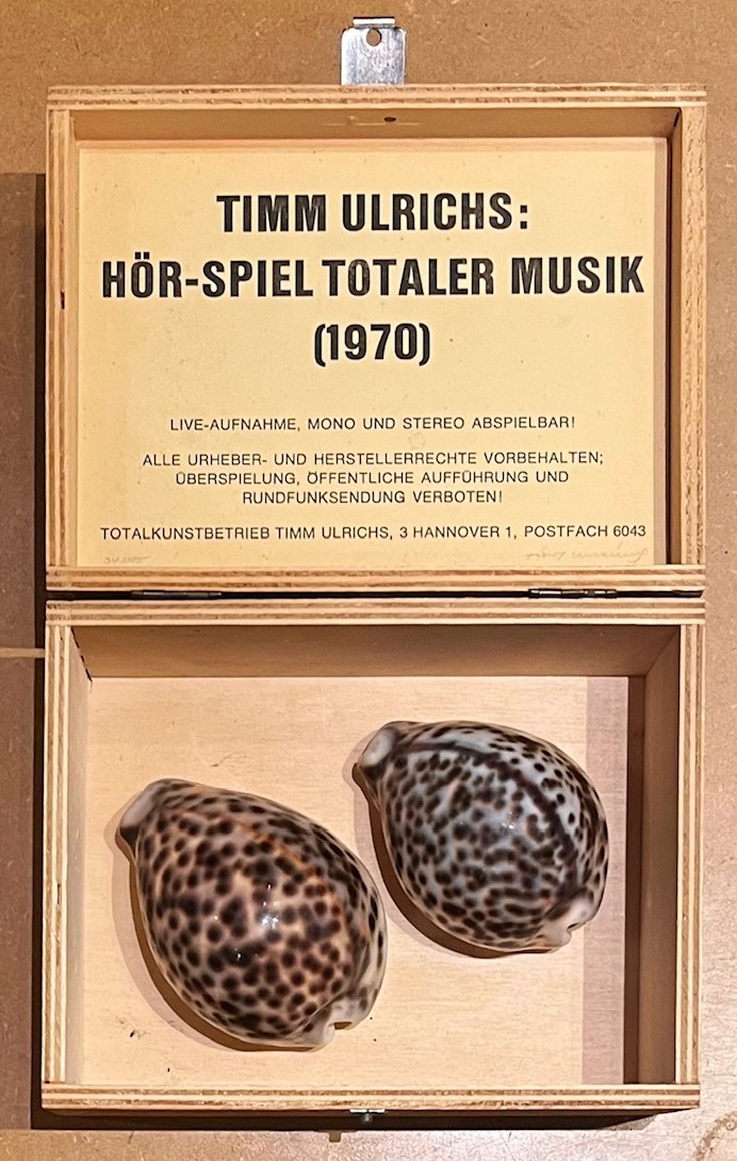 TIMM ULRICHS:
HÖR-SPIEL TOTALER MUSIK
(1970)
LIVE-AUFNAHME, MONO UND STEREO ABSPIELBAR!
ALLE URHEBER- UND HERSTELLERRECHTE VORBEHALTEN;
ÜBERSPIELUNG, ÖFFENTLICHE AUFFÜHRUNG UND
RUNDFUNKSENDUNG VERBOTEN!
TOTALKUNSTBETRIEB TIMM ULRICHS, 3 HANNOVER 1, POSTFACH 6043